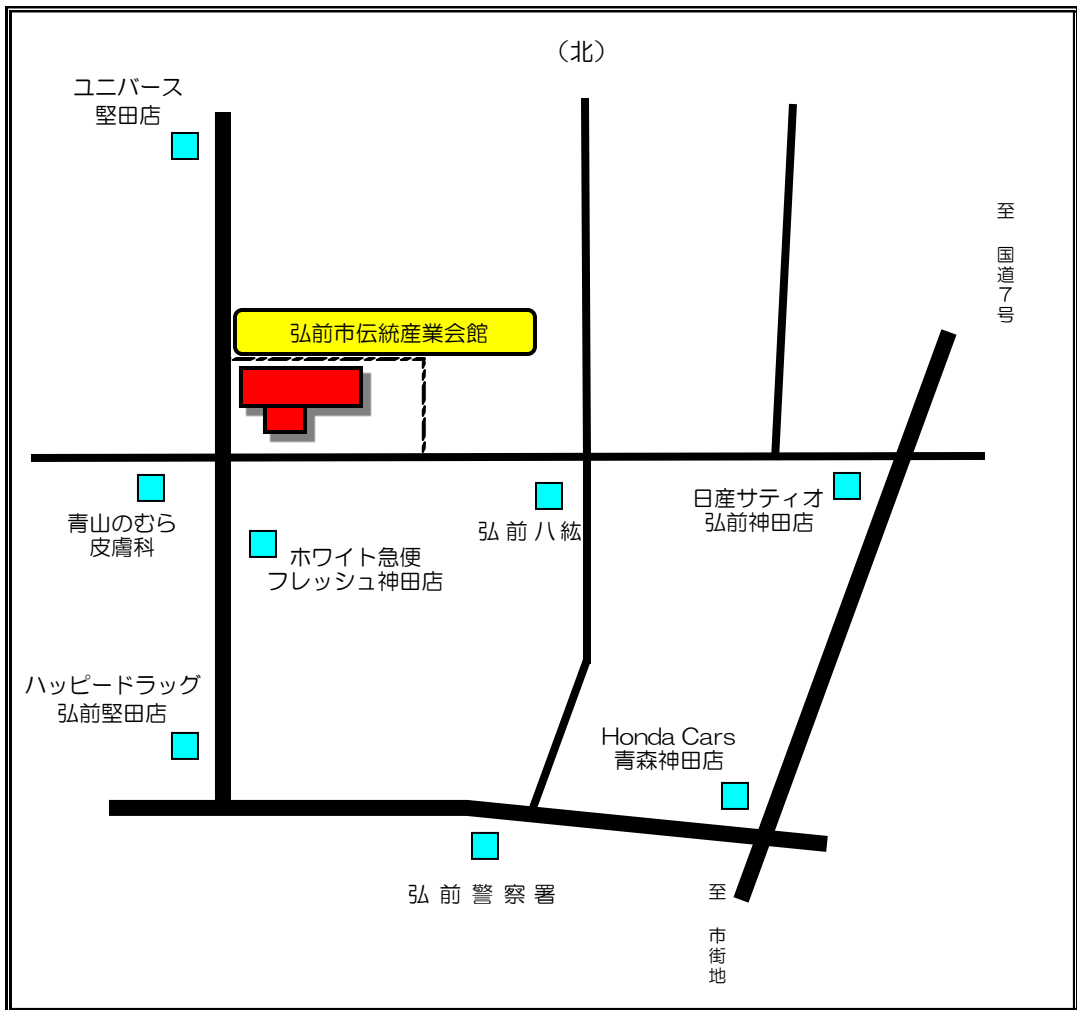 （北）
ユニバース
堅田店
至 国道７号
弘前市伝統産業会館
青山のむら
皮膚科
ホワイト急便
フレッシュ神田店
弘前八紘
日産サティオ
弘前神田店
ハッピードラッグ
弘前堅田店
Honda Cars
青森神田店
弘前警察署
至 市街地